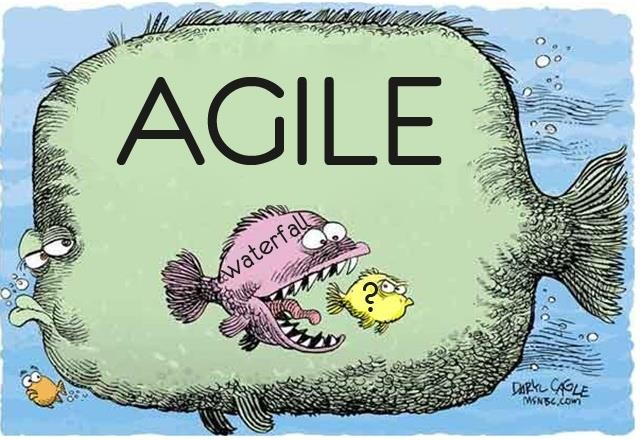 AGILE
waterfall
?
DARYL CAGLE
MSNBC.COM